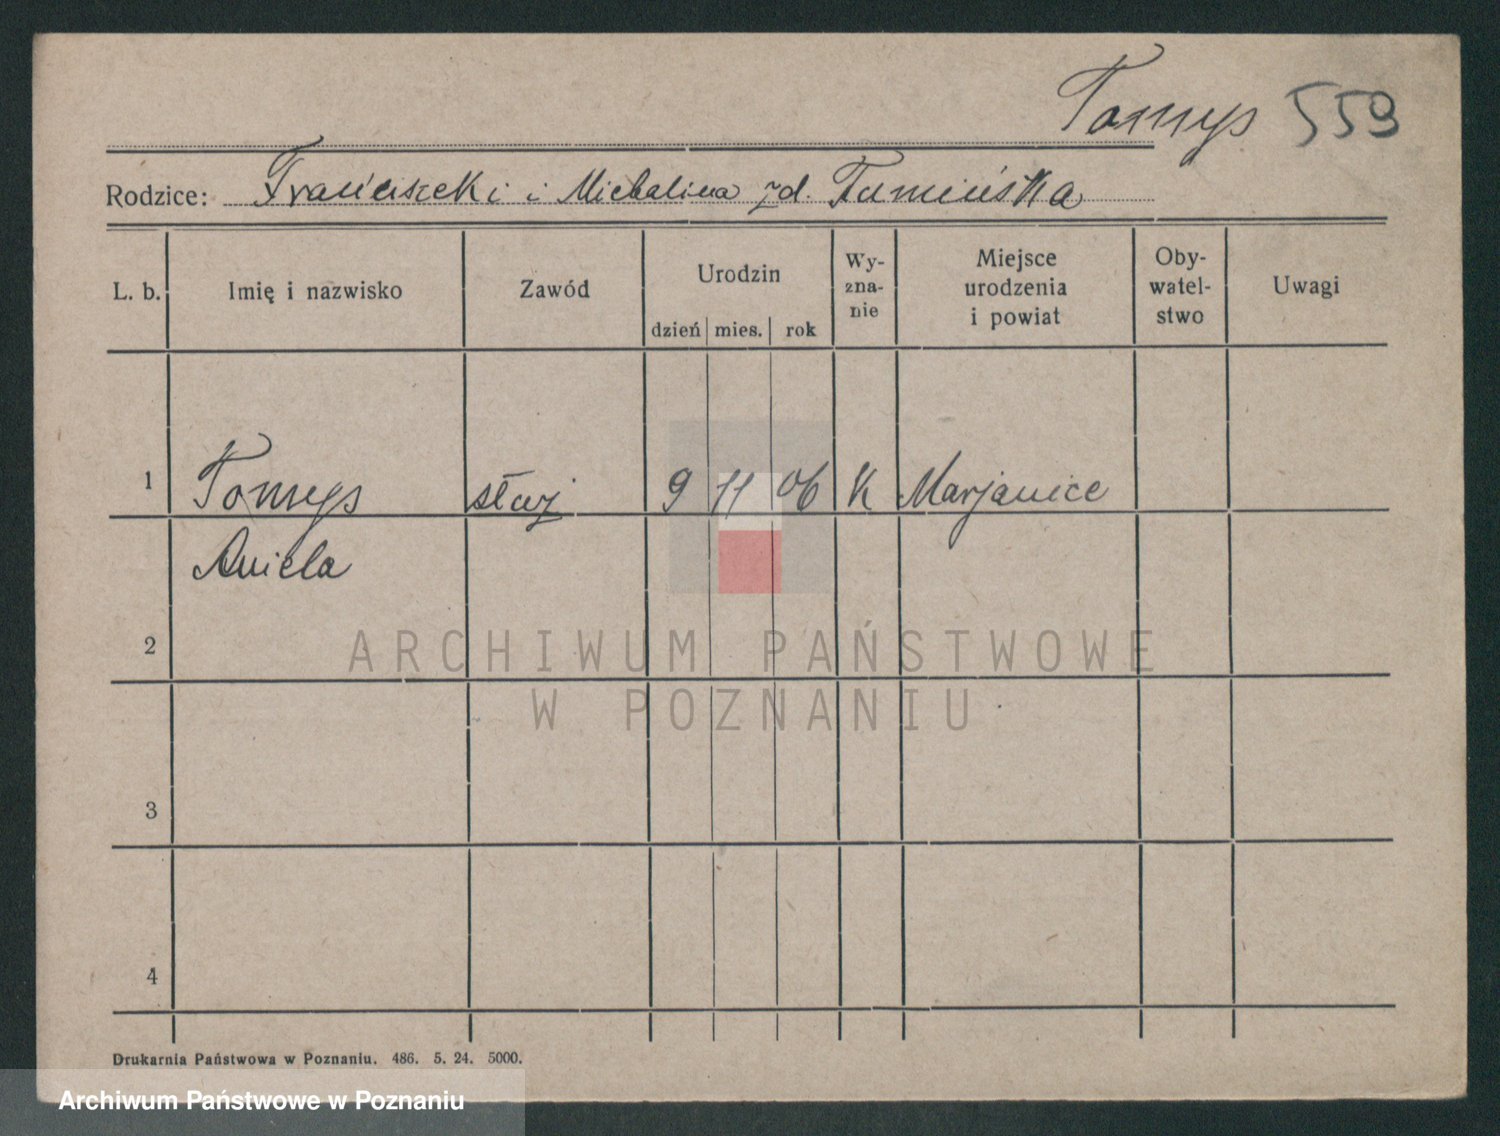 Tomys 559
Rodzice: Franciszek i Michalina zd. Tumińska
L. b. Imię i nazwisko Zawód Urodzin dzień mies. rok Wy-zna-nie Miejsce urodzenia i powiat Oby-watel-stwo Uwagi
1 Tomys służ 9 11 06 K Marjanice
Aniela
2
3
4
Drukarnia Państwowa w Poznaniu. 486. 5. 24. 5000.
ARCHIWUM PAŃSTWOWE
W POZNANIU
Archiwum Państwowe w Poznaniu